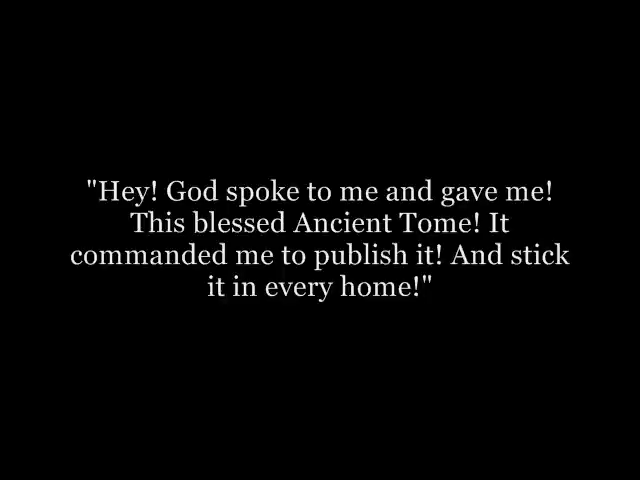 "Hey! God spoke to me and gave me!
This blessed Ancient Tome! It
commanded me to publish it! And stick
it in every home!"